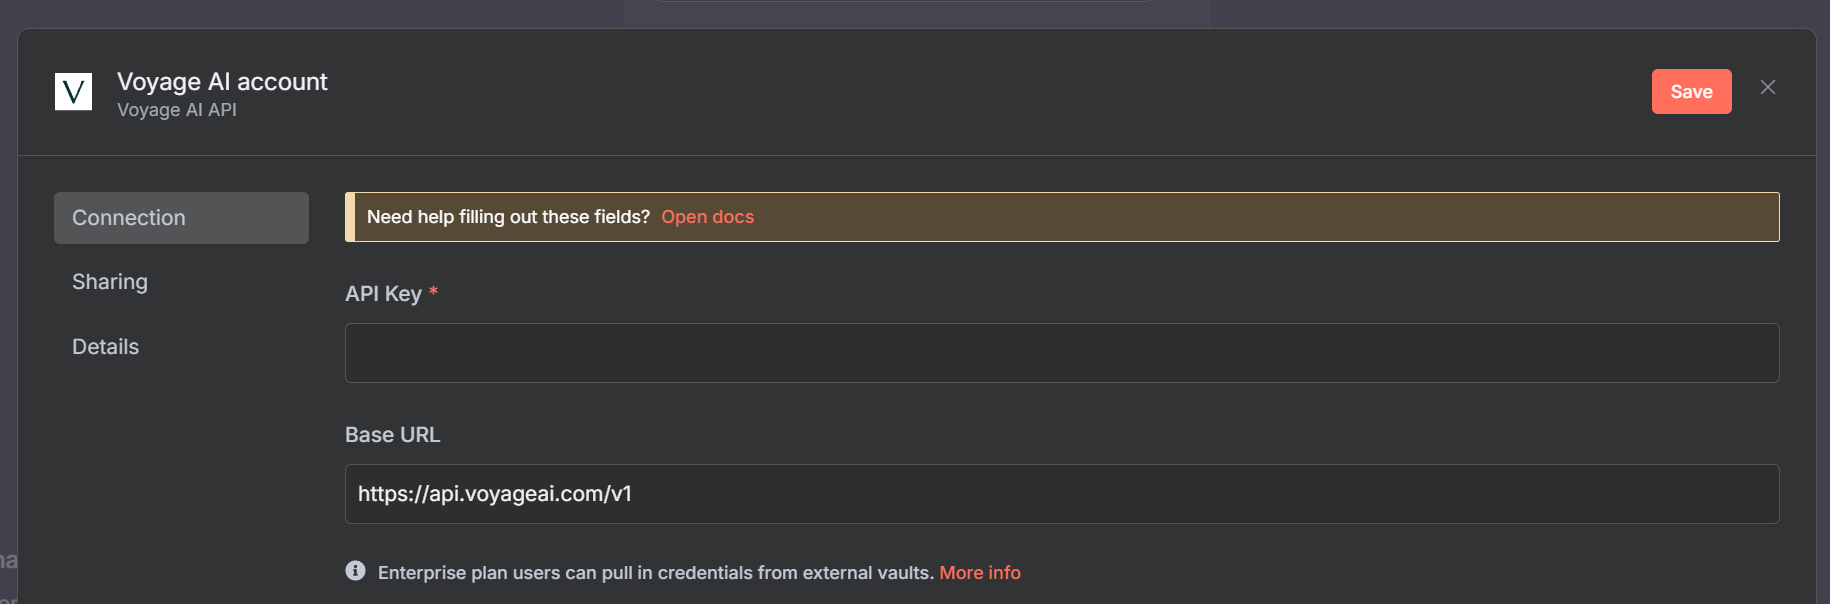 V
Voyage AI account
Voyage AI API
Save
Connection
Sharing
Details
Need help filling out these fields? Open docs
API Key *
Base URL
https://api.voyageai.com/v1
Enterprise plan users can pull in credentials from external vaults. More info